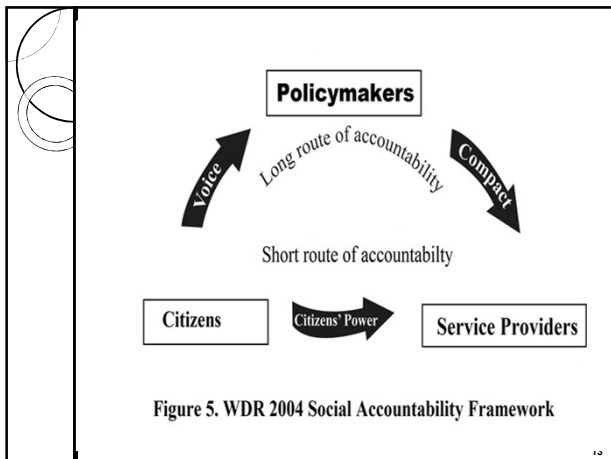 Policymakers
Long route of accountability
Voice
Compact
Short route of accountabilty
Citizens
Citizens' Power
Service Providers
Figure 5. WDR 2004 Social Accountability Framework